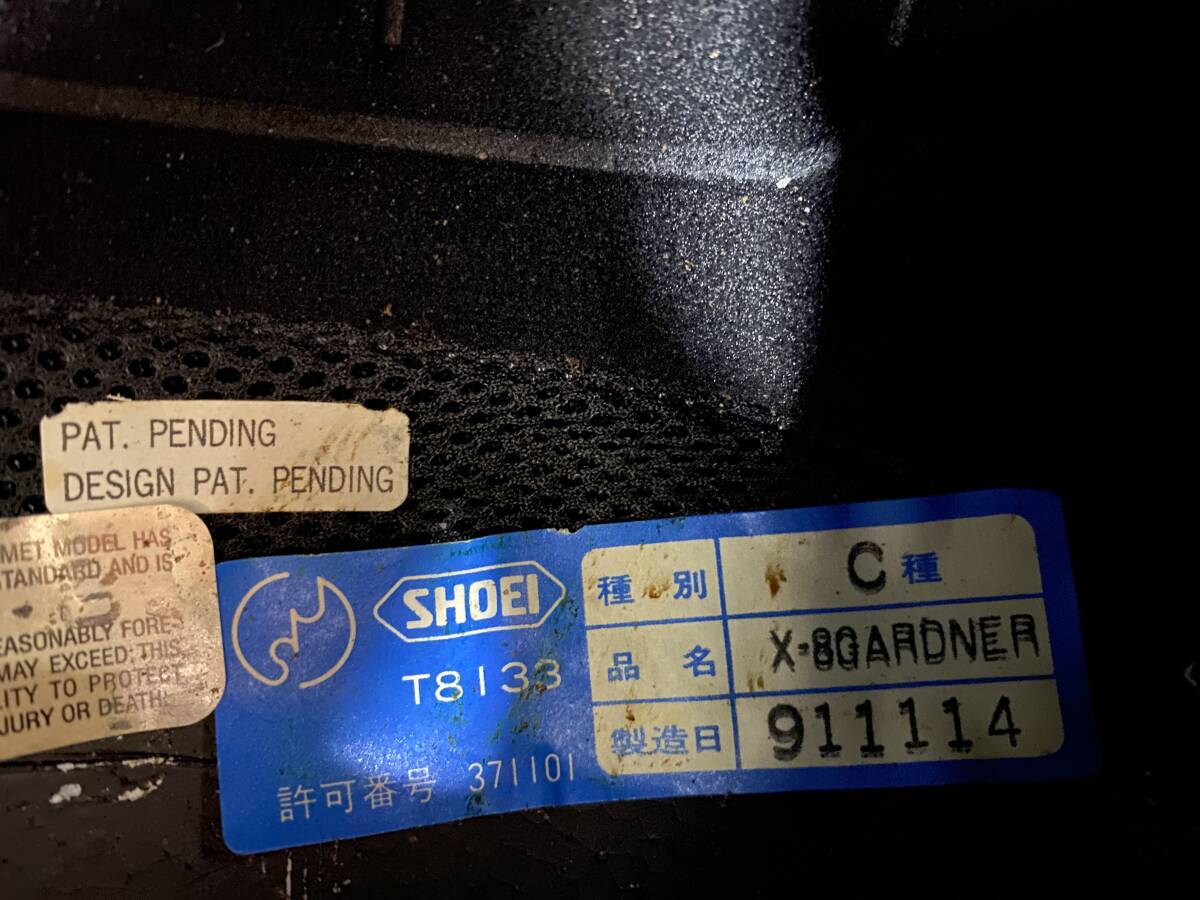 PAT. PENDING
DESIGN PAT. PENDING
MET MODEL HAS
STANDARD AND IS
EASONABLY FORE
MAY EXCEED THIS
LITY TO PROTECT
JURY OR DEATH.
SHOEI
T8133
許可番号 371101
種別 C種
品名 X-8GARDNER
製造日 911114